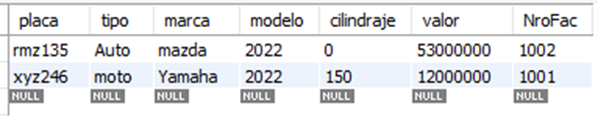 placa tipo marca modelo cilindraje valor NroFac
rmz135 Auto mazda 2022 0 53000000 1002
xyz246 moto Yamaha 2022 150 12000000 1001
NULL NULL NULL NULL NULL NULL NULL